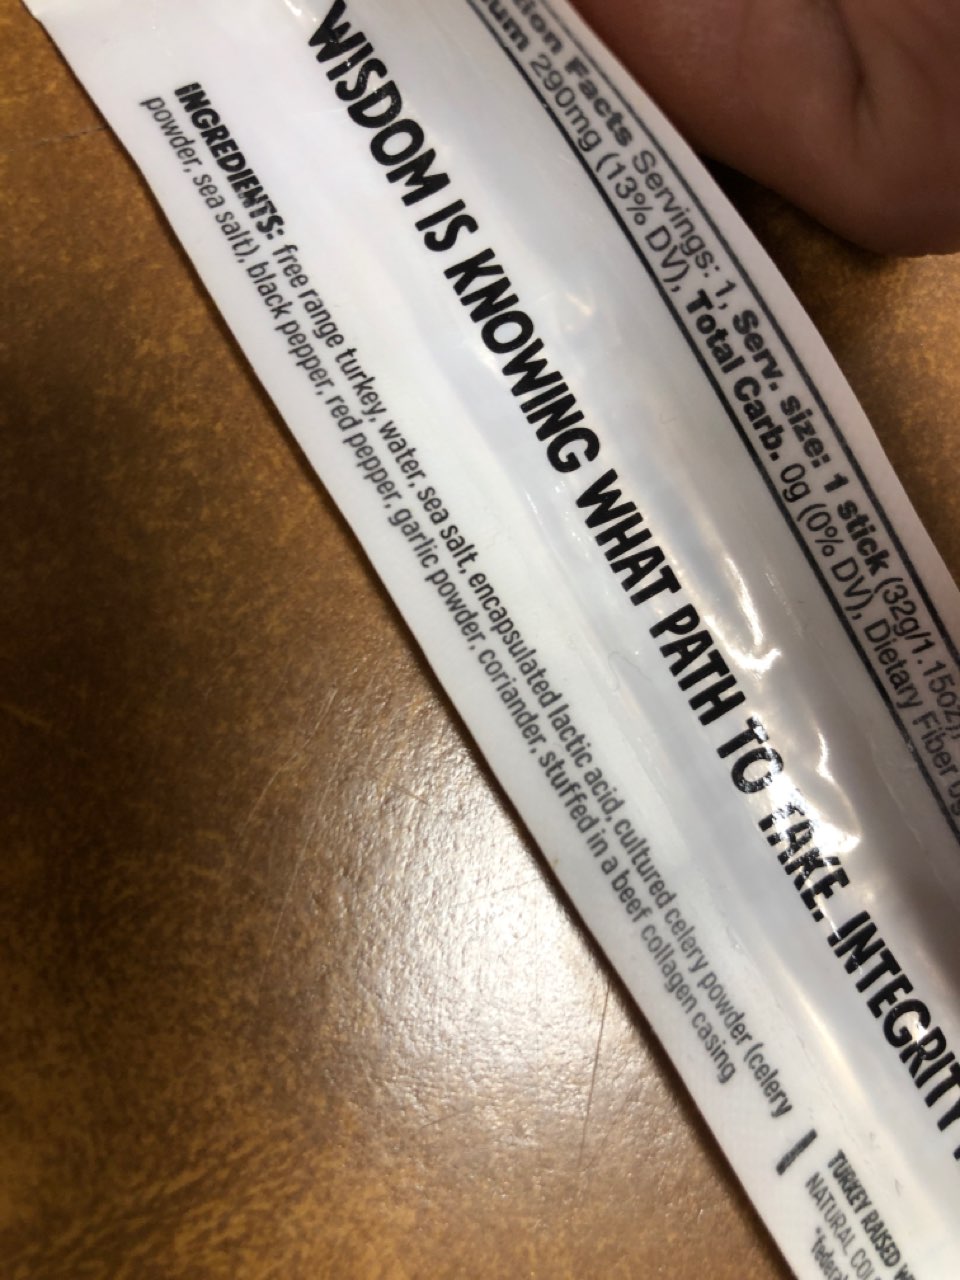 tion Facts Servings: 1, Serv. size: 1 stick (32g/1.15oz),
ium 290mg (13% DV), Total Carb. 0g (0% DV), Dietary Fiber 0g
WISDOM IS KNOWING WHAT PATH TO TAKE. INTEGRITY
INGREDIENTS: free range turkey, water, sea salt, encapsulated lactic acid, cultured celery powder (celery
powder, sea salt), black pepper, red pepper, garlic powder, coriander, stuffed in a beef collagen casing
TURKEY RAISED
NATURAL